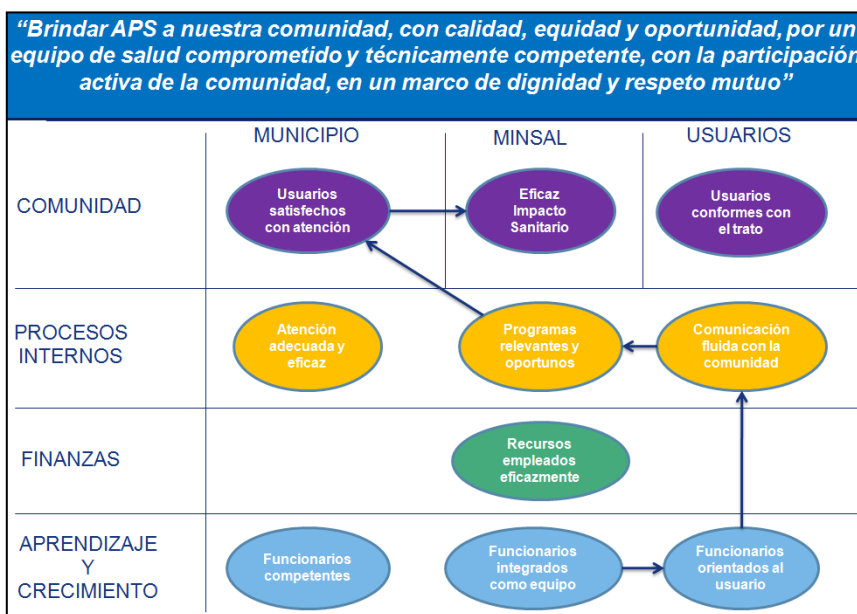 “Brindar APS a nuestra comunidad, con calidad, equidad y oportunidad, por un
equipo de salud comprometido y técnicamente competente, con la participación
activa de la comunidad, en un marco de dignidad y respeto mutuo”
MUNICIPIO
MINSAL
USUARIOS
COMUNIDAD
Usuarios
satisfechos
con atención
Eficaz
Impacto
Sanitario
Usuarios
conformes con
el trato
PROCESOS
INTERNOS
Atención
adecuada y
eficaz
Programas
relevantes y
oportunos
Comunicación
fluida con la
comunidad
FINANZAS
Recursos
empleados
eficazmente
APRENDIZAJE
Y
CRECIMIENTO
Funcionarios
competentes
Funcionarios
integrados
como equipo
Funcionarios
orientados al
usuario